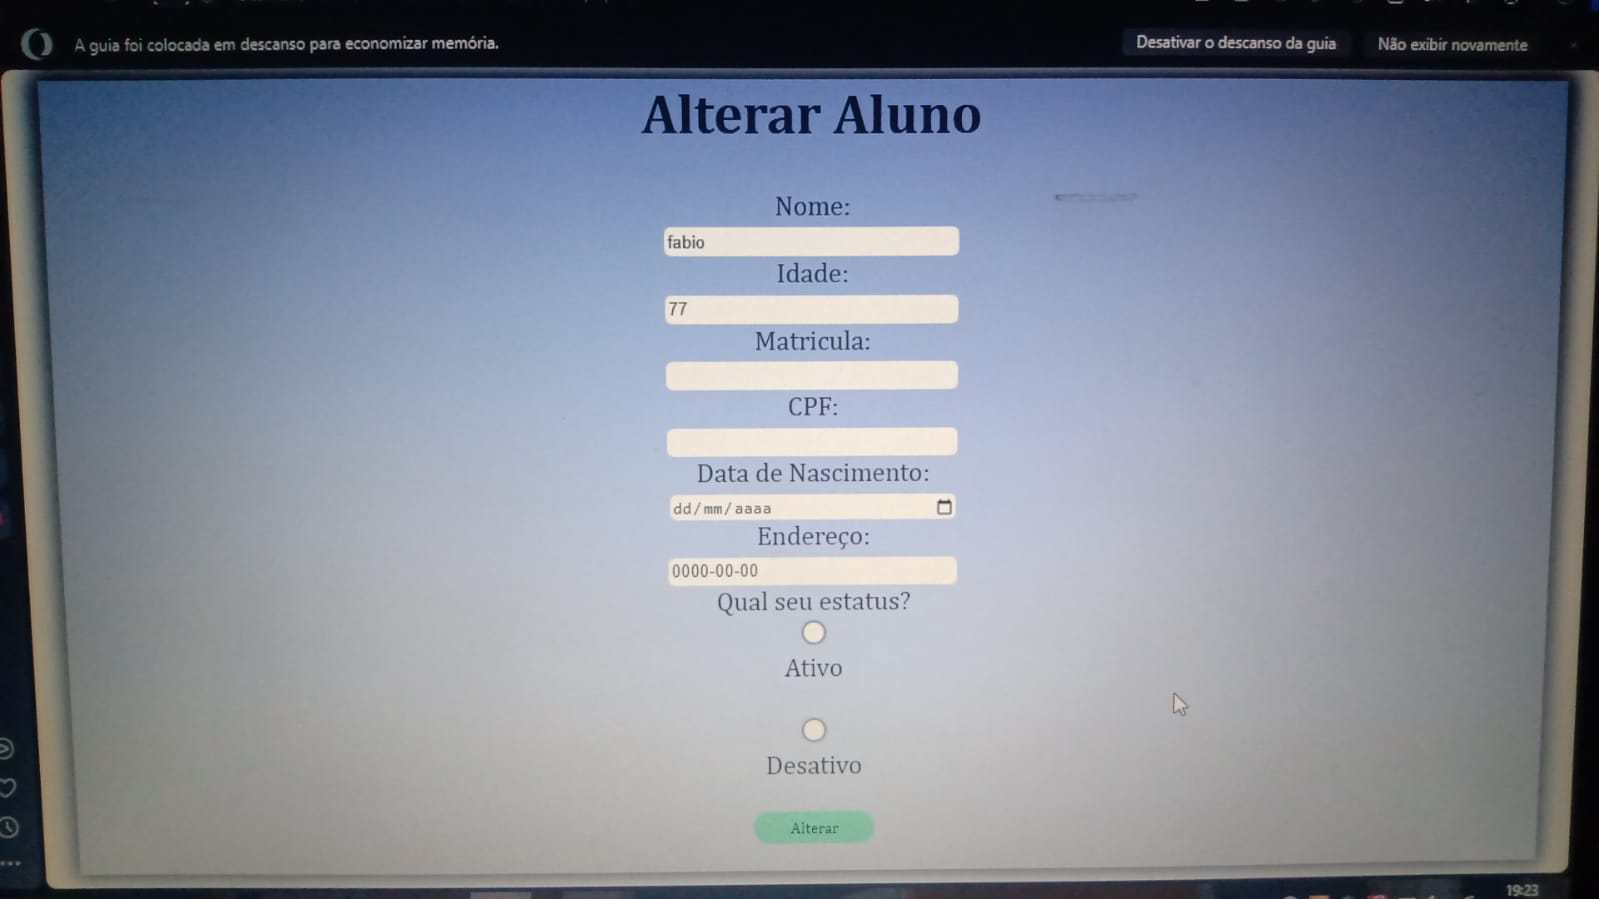 A guia foi colocada em descanso para economizar memória.
Desativar o descanso da guia
Não exibir novamente
Alterar Aluno
Nome:
fabio
Idade:
77
Matricula:
CPF:
Data de Nascimento:
dd/mm/aaaa
Endereço:
0000-00-00
Qual seu estatus?
Ativo
Desativo
Alterar
19:23